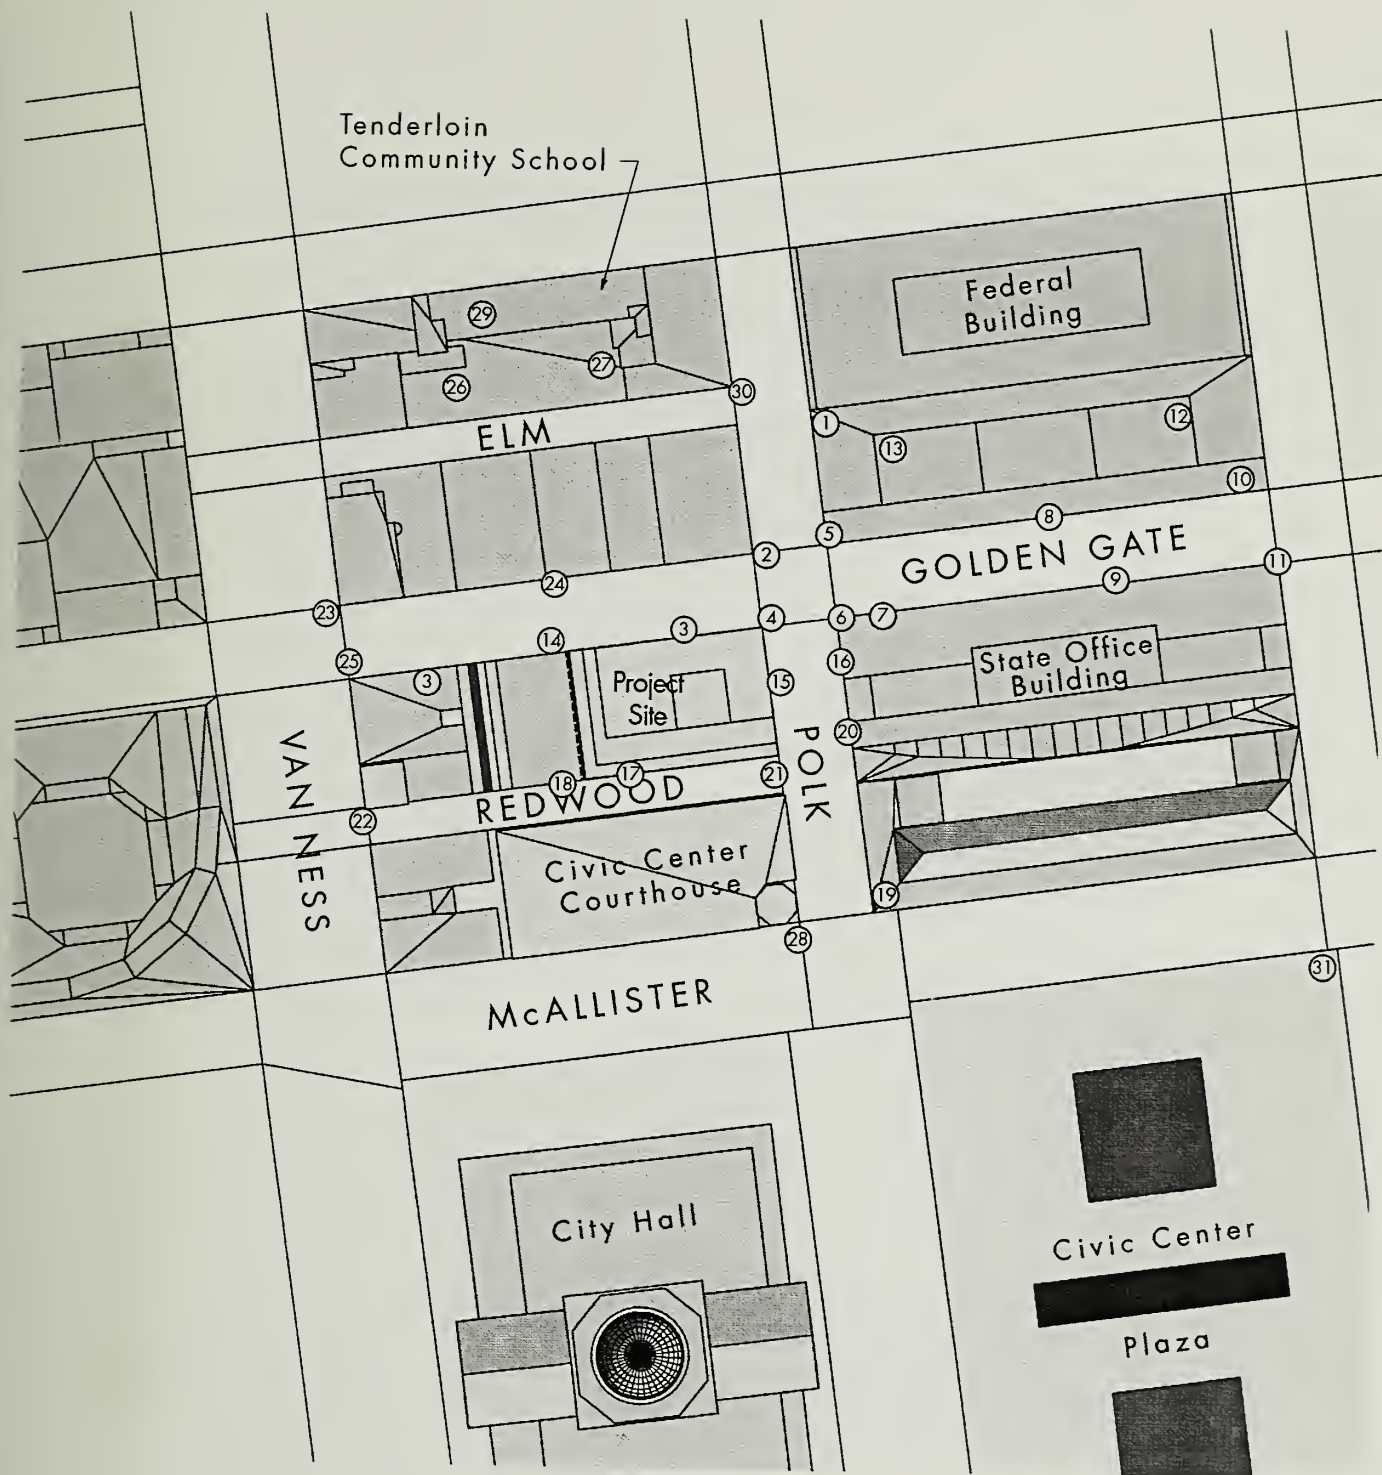 Tenderloin
Community School
Federal
Building
29
27
26
30
ELM
1
12
13
10
8
5
2
GOLDEN GATE
11
9
24
23
14
3
4
6
7
25
3
16
15
Project
Site
State Office
Building
20
POLK
VAN NESS
18
17
21
REDWOOD
22
Civic Center
Courthouse
19
28
31
McALLISTER
City Hall
Civic Center
Plaza